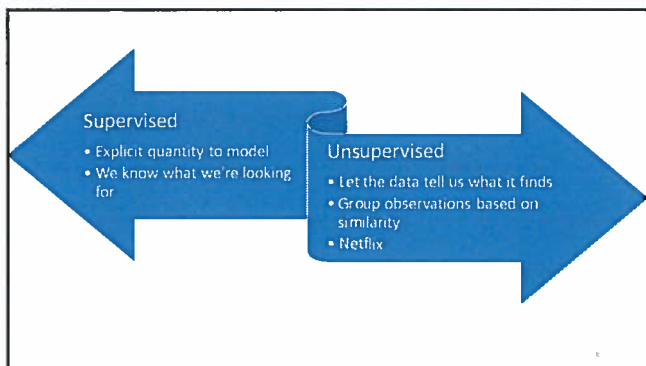 Supervised
• Explicit quantity to model
• We know what we're looking
for
Unsupervised
• Let the data tell us what it finds
• Group observations based on
similarity
• Netflix